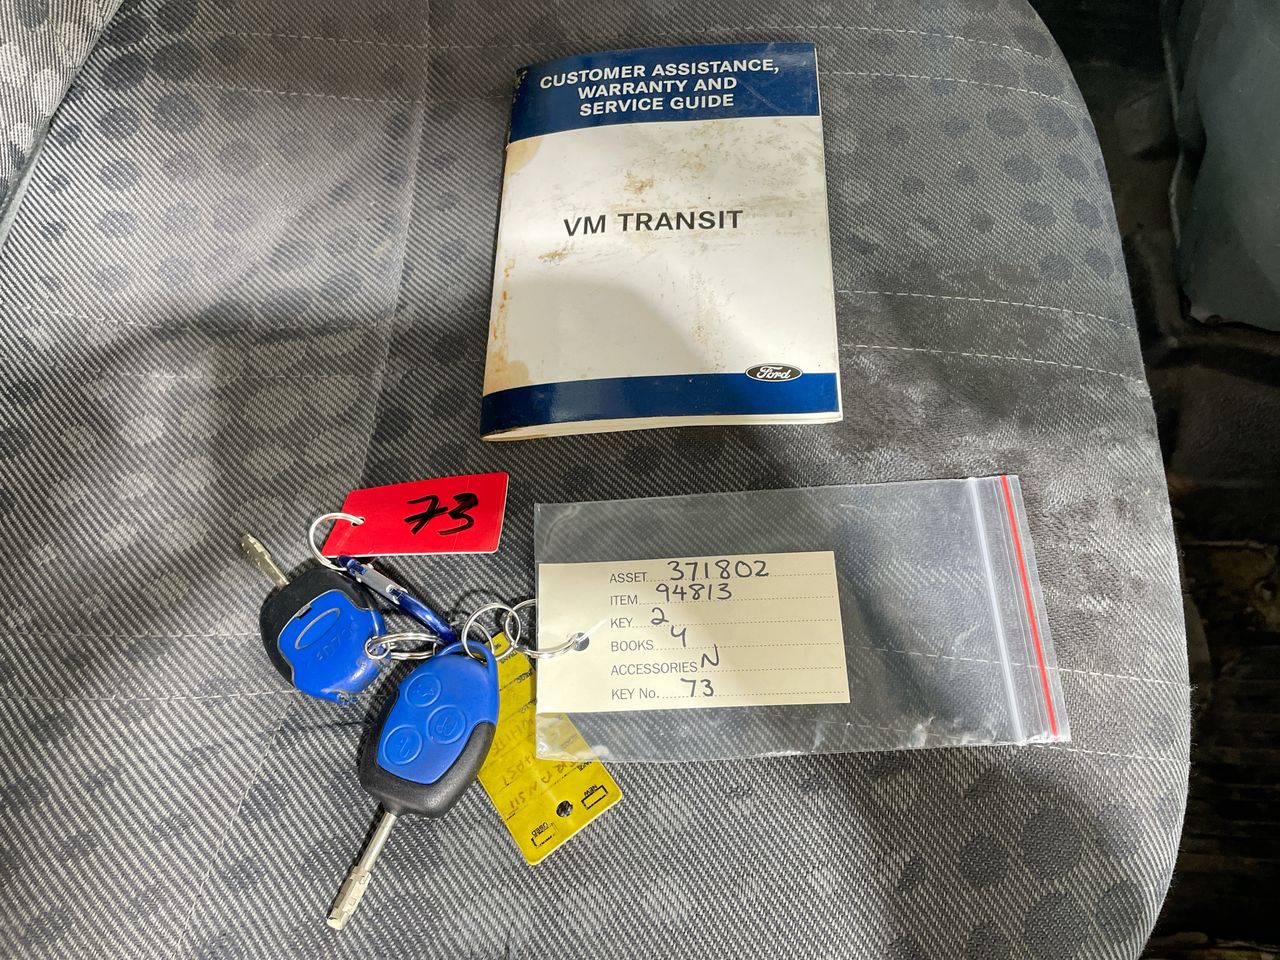 CUSTOMER ASSISTANCE,
WARRANTY AND
SERVICE GUIDE
VM TRANSIT
Ford
73
ASSET 371802
ITEM 94813
KEY 2
BOOKS 4
ACCESSORIES N
KEY No. 73
NEW